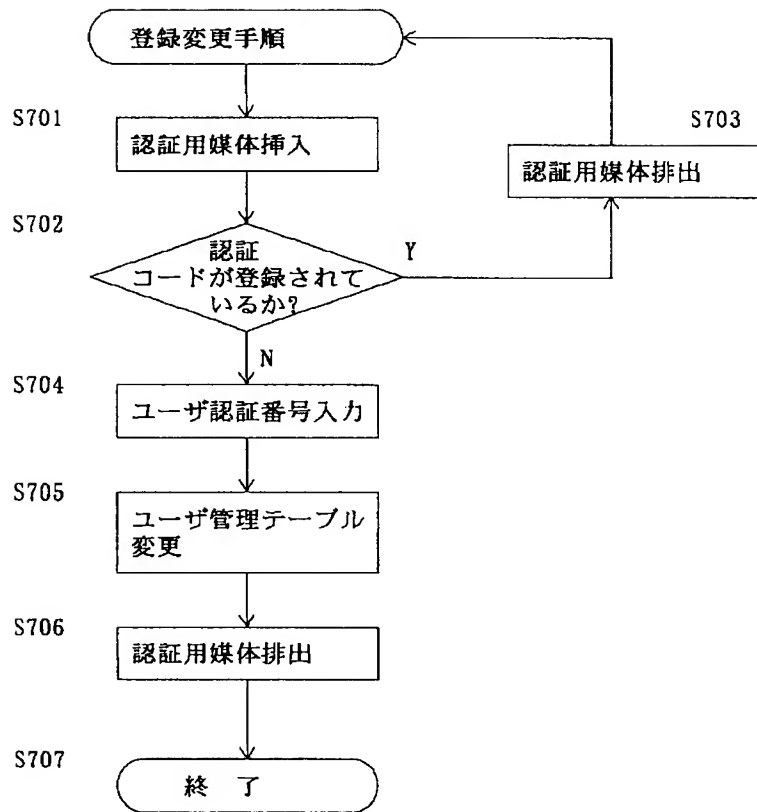 登録変更手順
S701
認証用媒体挿入
S703
認証用媒体排出
S702
認証
コードが登録されて
いるか?
Y
N
S704
ユーザ認証番号入力
S705
ユーザ管理テーブル
変更
S706
認証用媒体排出
S707
終 了